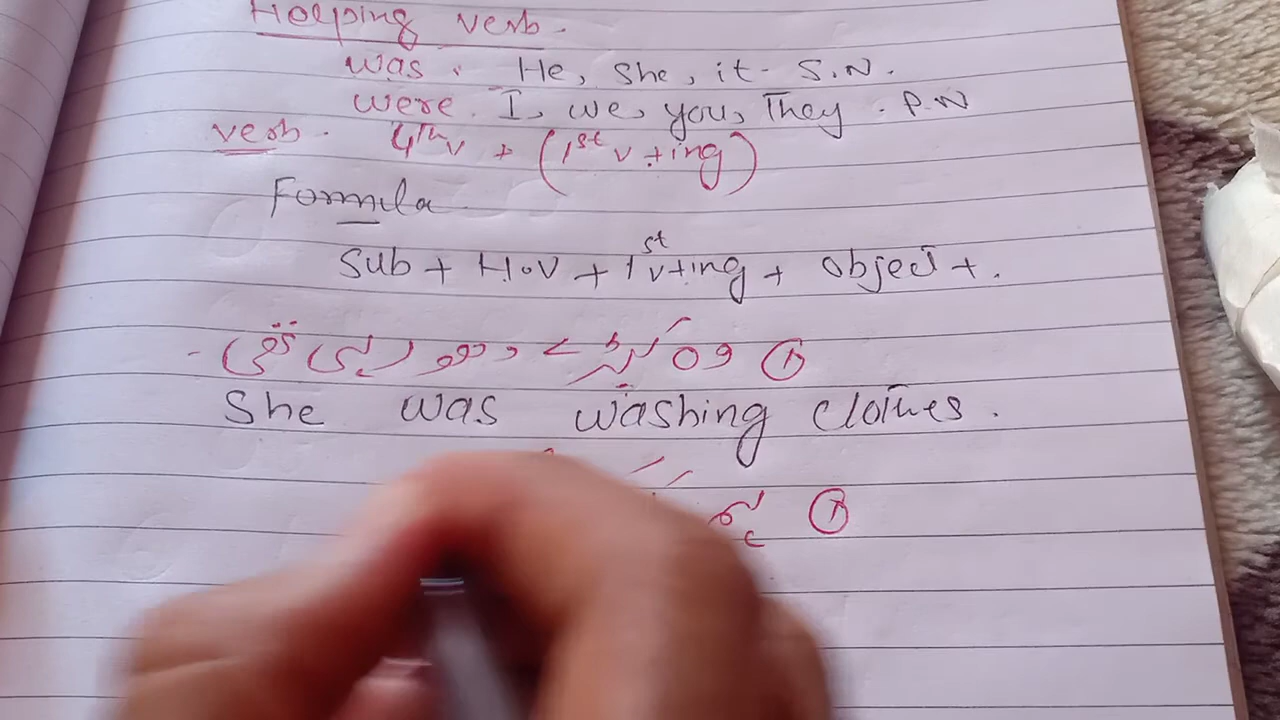 Helping verb.
was. He, she, it- S.N.
were. I, we, you, They. P.N
verb. 4th v + (1st v +ing)
Formula
Sub + H.V + 1st v+ing + object + .
① وہ کپڑے دھو رہی تھی۔
She was washing clothes.
①